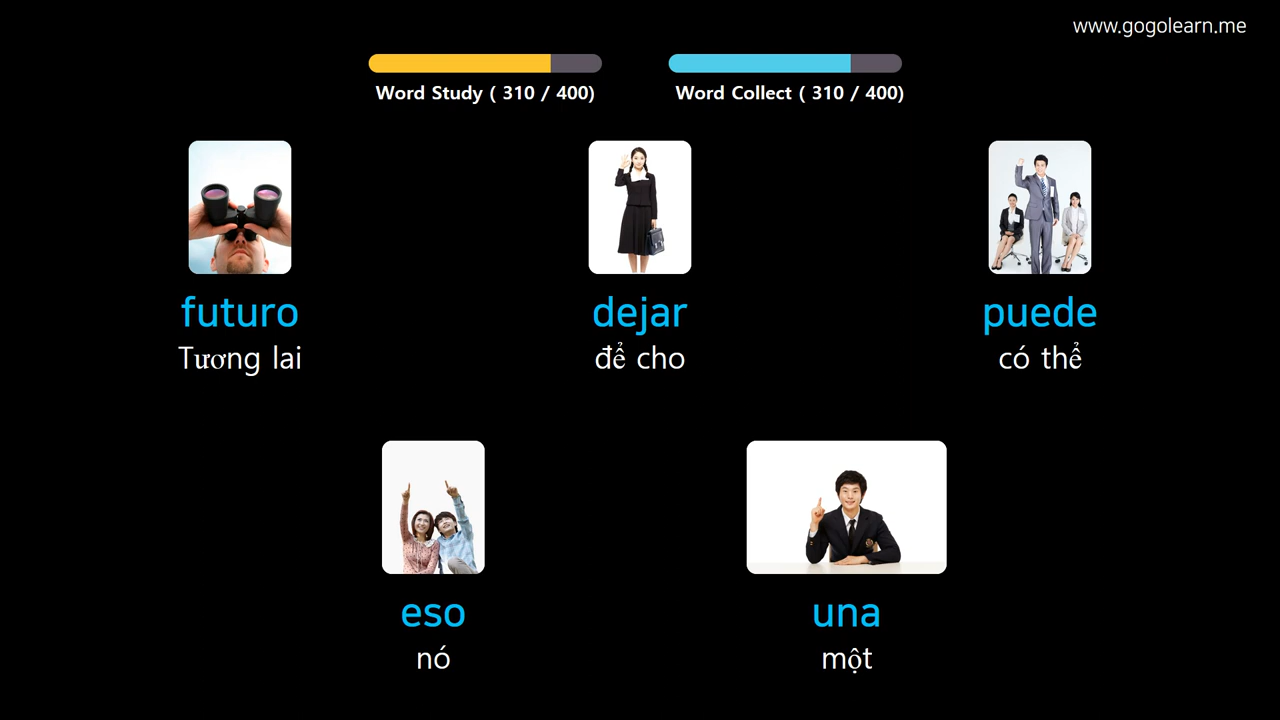 www.gogolearn.me
Word Study ( 310 / 400)
Word Collect ( 310 / 400)
futuro
Tương lai
dejar
để cho
puede
có thể
eso
nó
una
một